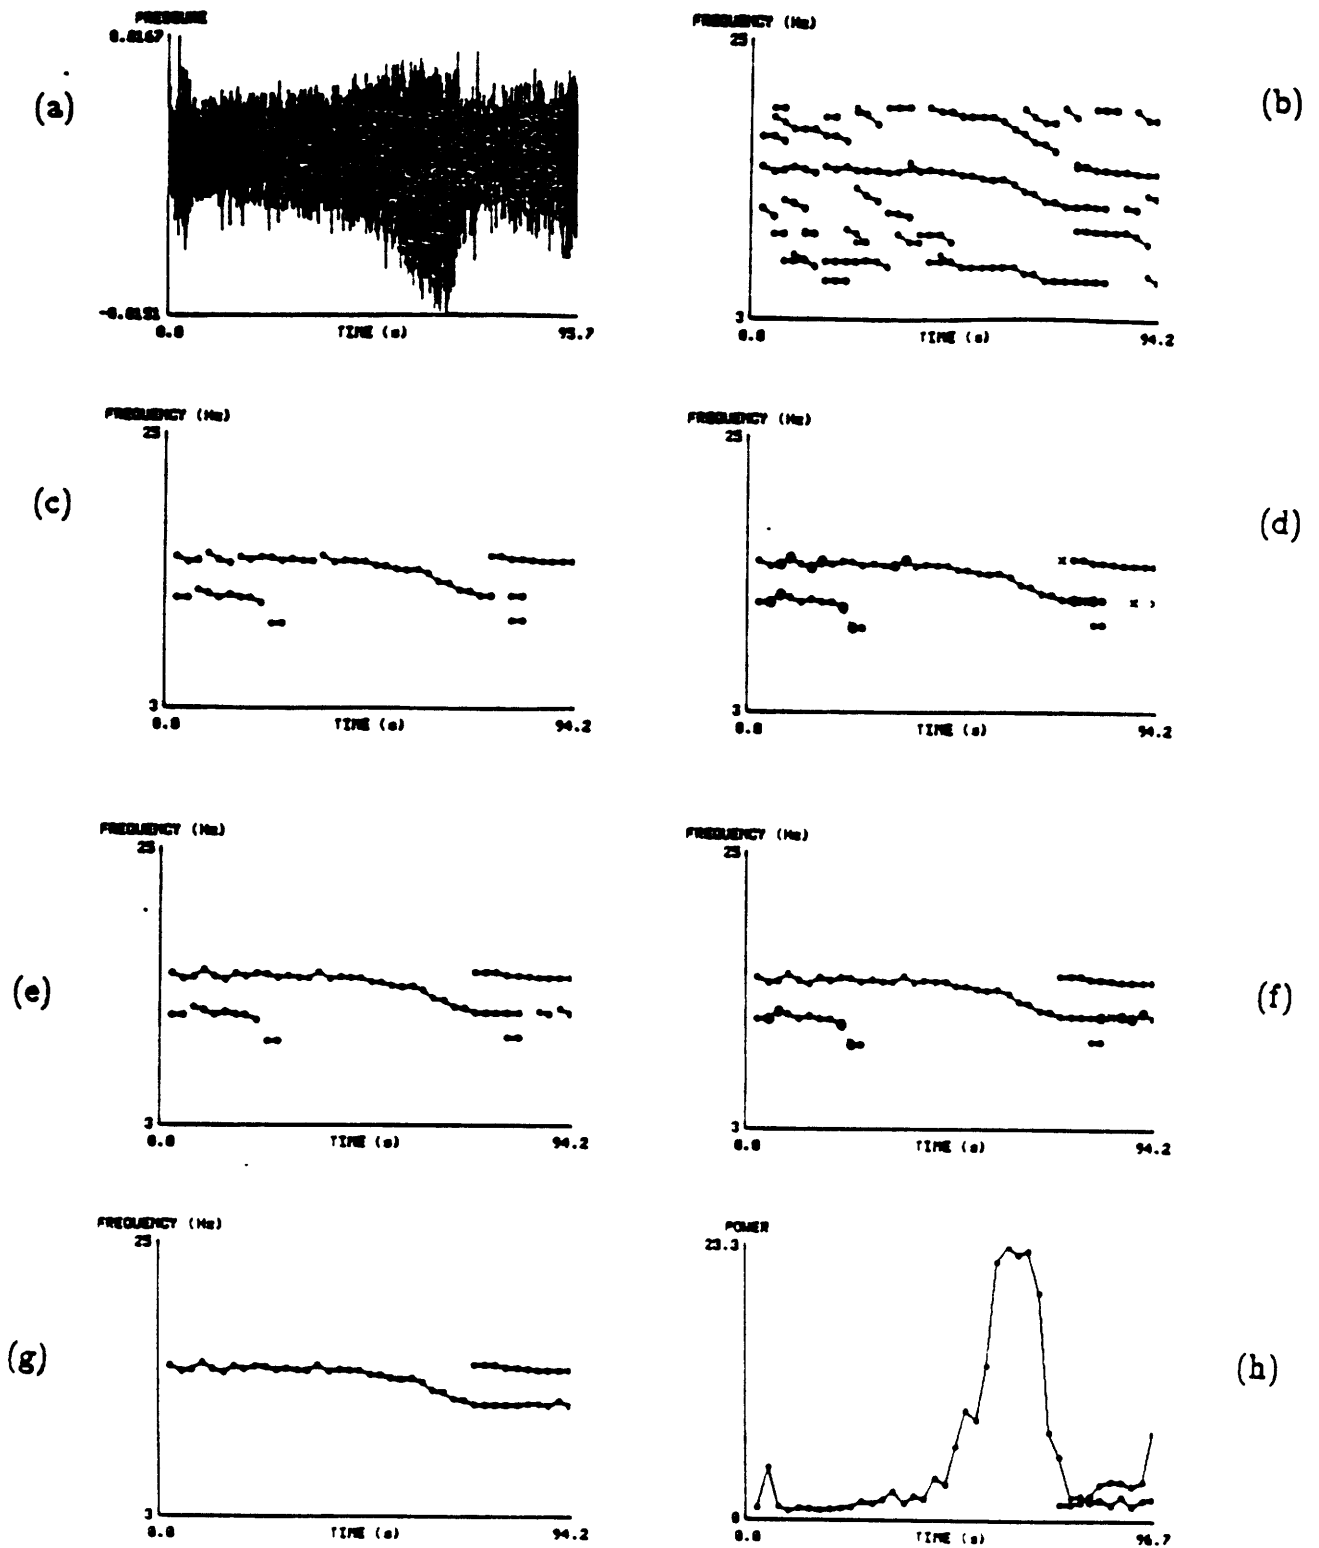 PRESSURE
0.0167
(a)
-0.0191
0.0 TIME (s) 95.7
FREQUENCY (Hz)
25
(b)
3
0.0 TIME (s) 94.2
FREQUENCY (Hz)
25
(c)
3
0.0 TIME (s) 94.2
FREQUENCY (Hz)
25
(d)
3
0.0 TIME (s) 94.2
FREQUENCY (Hz)
25
(e)
3
0.0 TIME (s) 94.2
FREQUENCY (Hz)
25
(f)
3
0.0 TIME (s) 94.2
FREQUENCY (Hz)
25
(g)
3
0.0 TIME (s) 94.2
POWER
23.3
(h)
0
0.0 TIME (s) 96.7